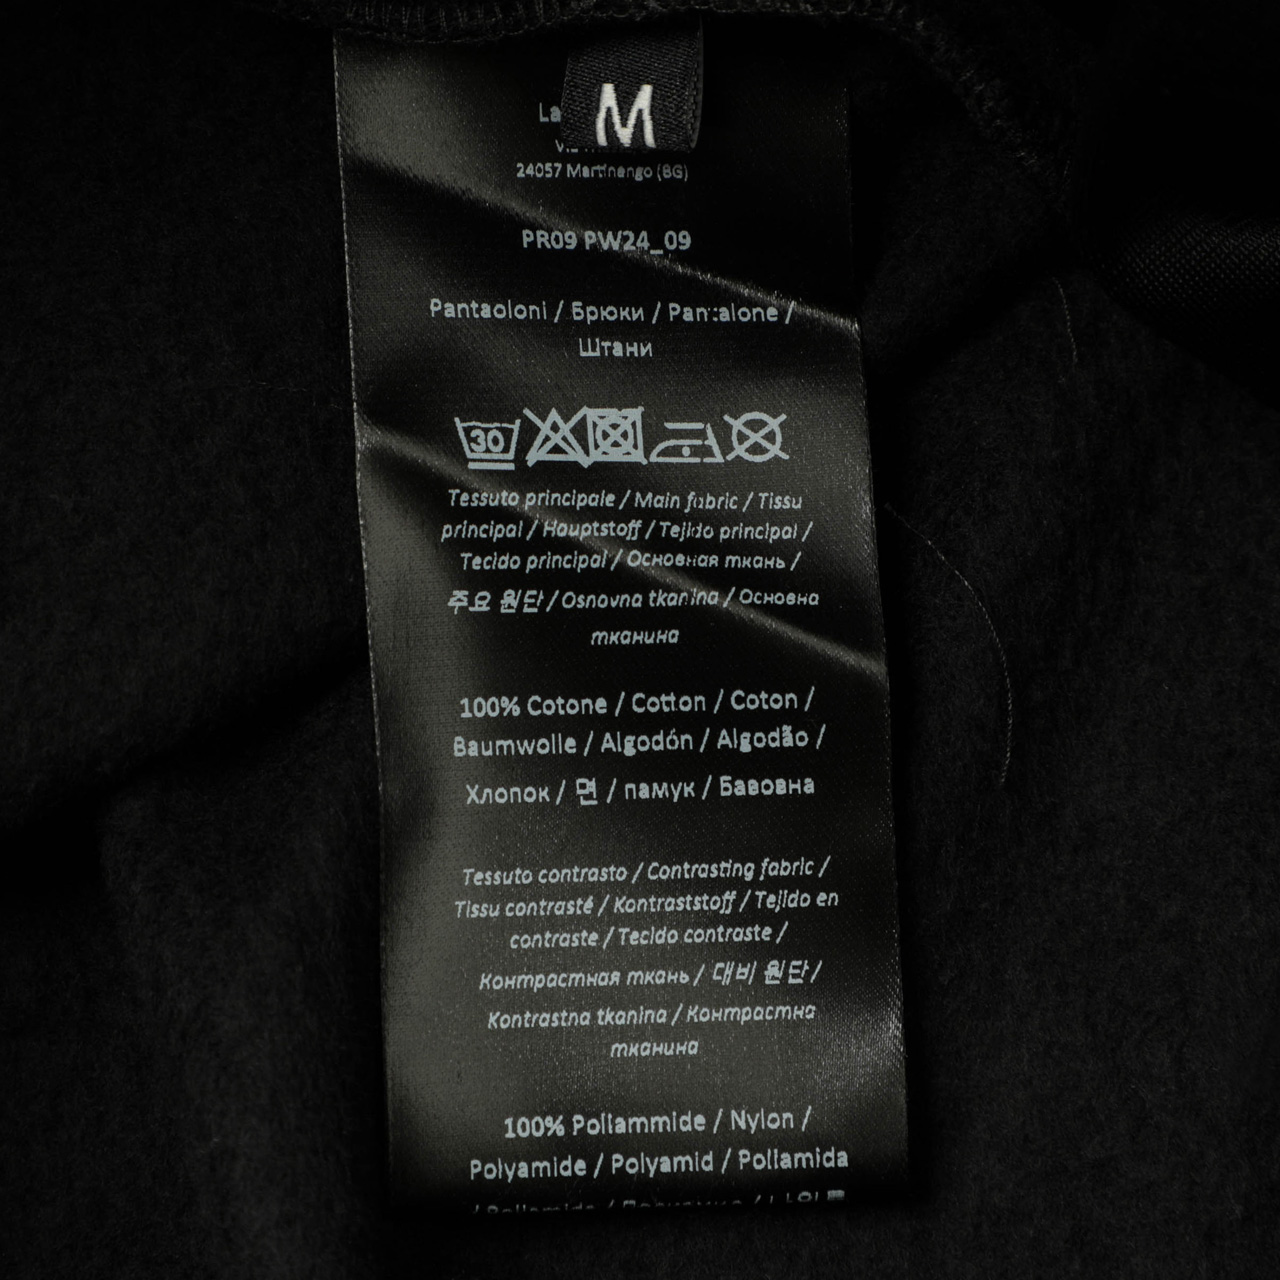 M
La
24057 Martinengo (BG)
PR09 PW24_09
Pantaoloni / Брюки / Pantalone /
Штани
30
Tessuto principale / Main fabric / Tissu
principal / Hauptstoff / Tejido principal /
Tecido principal / Основная ткань /
주요 원단 / Osnovna tkanina / Основна
тканина
100% Cotone / Cotton / Coton /
Baumwolle / Algodón / Algodão /
Хлопок / 면 / памук / Бавовна
Tessuto contrasto / Contrasting fabric /
Tissu contrasté / Kontraststoff / Tejido en
contraste / Tecido contraste /
Контрастная ткань / 대비 원단 /
Kontrastna tkanina / Контрастна
тканина
100% Poliammide / Nylon /
Polyamide / Polyamid / Poliamida